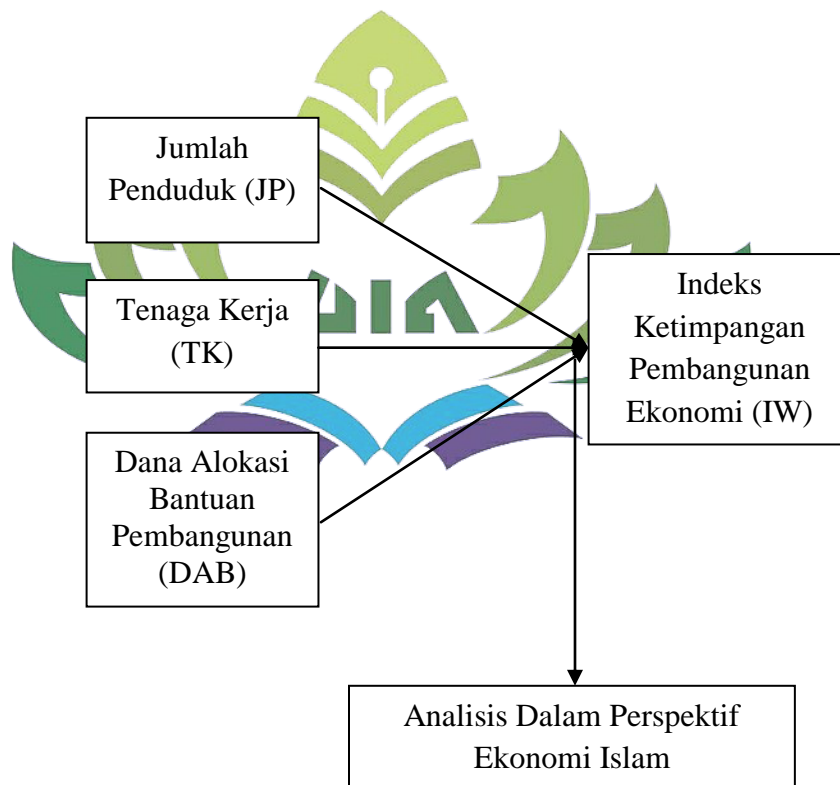 Jumlah
Penduduk (JP)
Tenaga Kerja
(TK)
Dana Alokasi
Bantuan
Pembangunan
(DAB)
Indeks
Ketimpangan
Pembangunan
Ekonomi (IW)
Analisis Dalam Perspektif
Ekonomi Islam